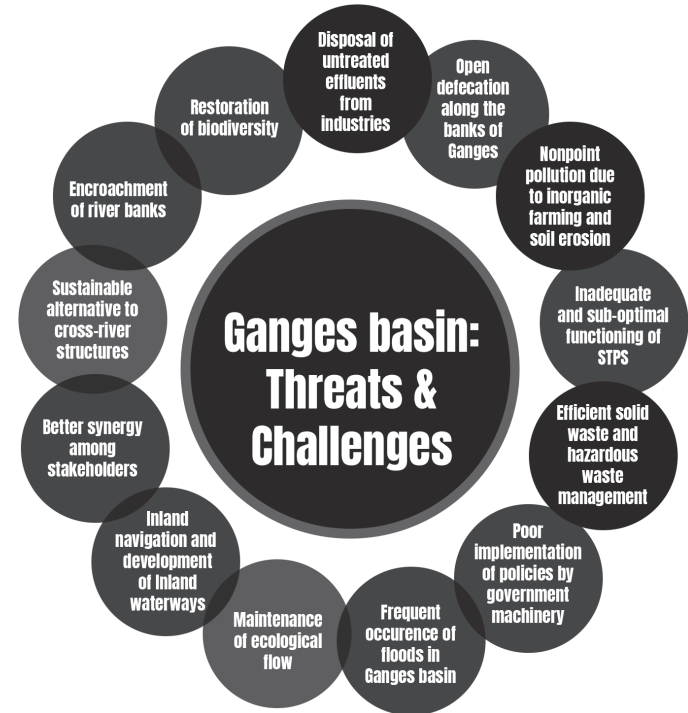 Disposal of
untreated
effluents
from
industries
Open
defecation
along the
banks of
Ganges
Nonpoint
pollution due
to inorganic
farming and
soil erosion
Inadequate
and sub-optimal
functioning of
STPS
Efficient solid
waste and
hazardous
waste
management
Poor
implementation
of policies by
government
machinery
Frequent
occurence of
floods in
Ganges basin
Maintenance
of ecological
flow
Inland
navigation and
development
of Inland
waterways
Better synergy
among
stakeholders
Sustainable
alternative to
cross-river
structures
Encroachment
of river banks
Restoration
of biodiversity
Ganges basin:
Threats &
Challenges